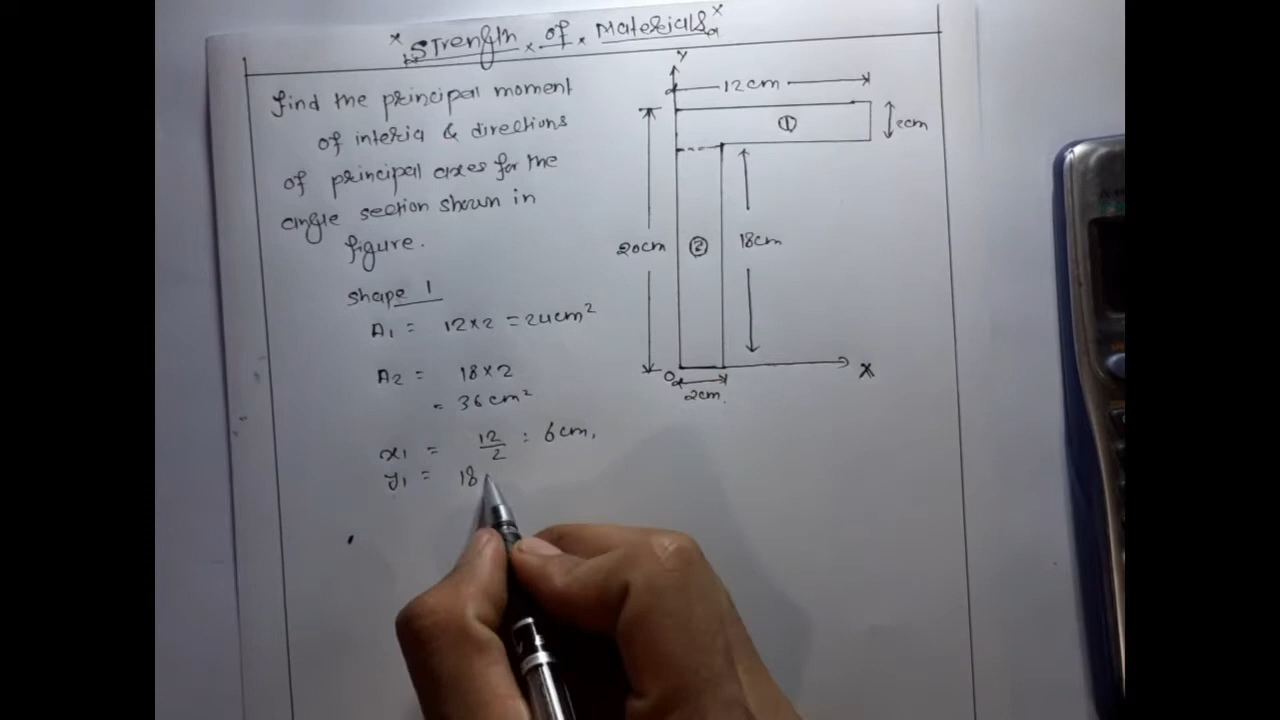 Strength of Materials
Find the principal moment
of interia & directions
of principal axes for the
angle section shown in
figure.
Shape 1
A1 = 12×2 = 24cm²
A2 = 18×2
= 36cm²
x1 = 12/2 = 6cm,
y1 = 18
Y
12cm
①
2cm
20cm
②
18cm
O
X
2cm.